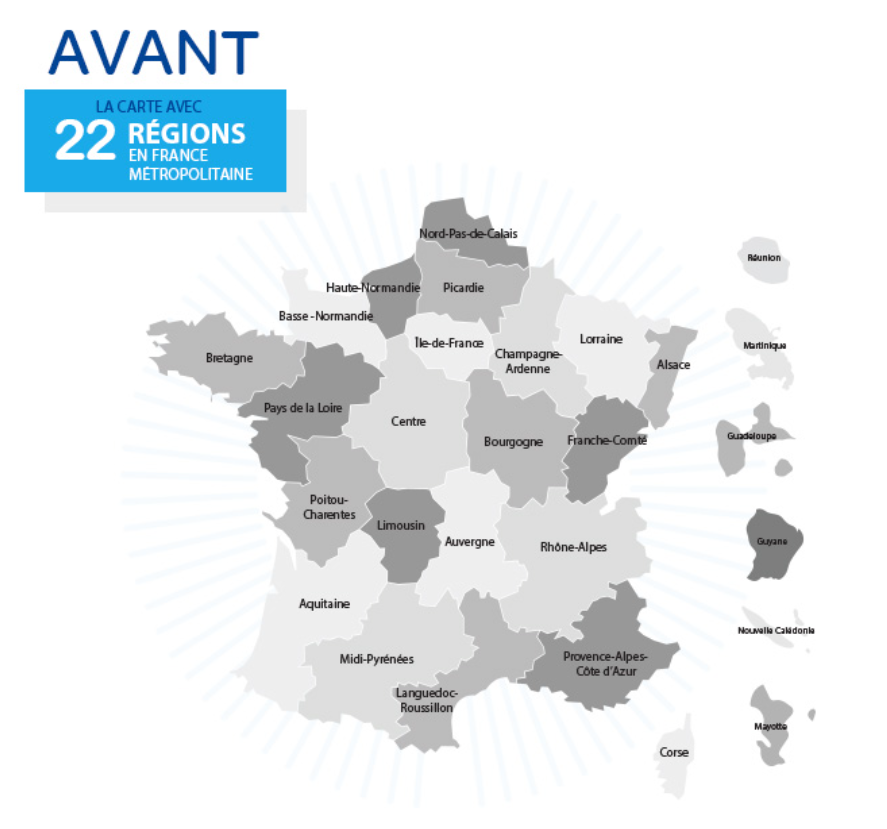 AVANT
LA CARTE AVEC
22 RÉGIONS
EN FRANCE
MÉTROPOLITAINE
Nord-Pas-de-Calais
Réunion
Haute-Normandie
Picardie
Basse-Normandie
Île-de-France
Lorraine
Martinique
Champagne-
Ardenne
Bretagne
Alsace
Pays de la Loire
Centre
Bourgogne
Franche-Comté
Guadeloupe
Poitou-
Charentes
Limousin
Auvergne
Rhône-Alpes
Guyane
Aquitaine
Nouvelle Calédonie
Midi-Pyrénées
Provence-Alpes-
Côte d'Azur
Languedoc-
Roussillon
Mayotte
Corse